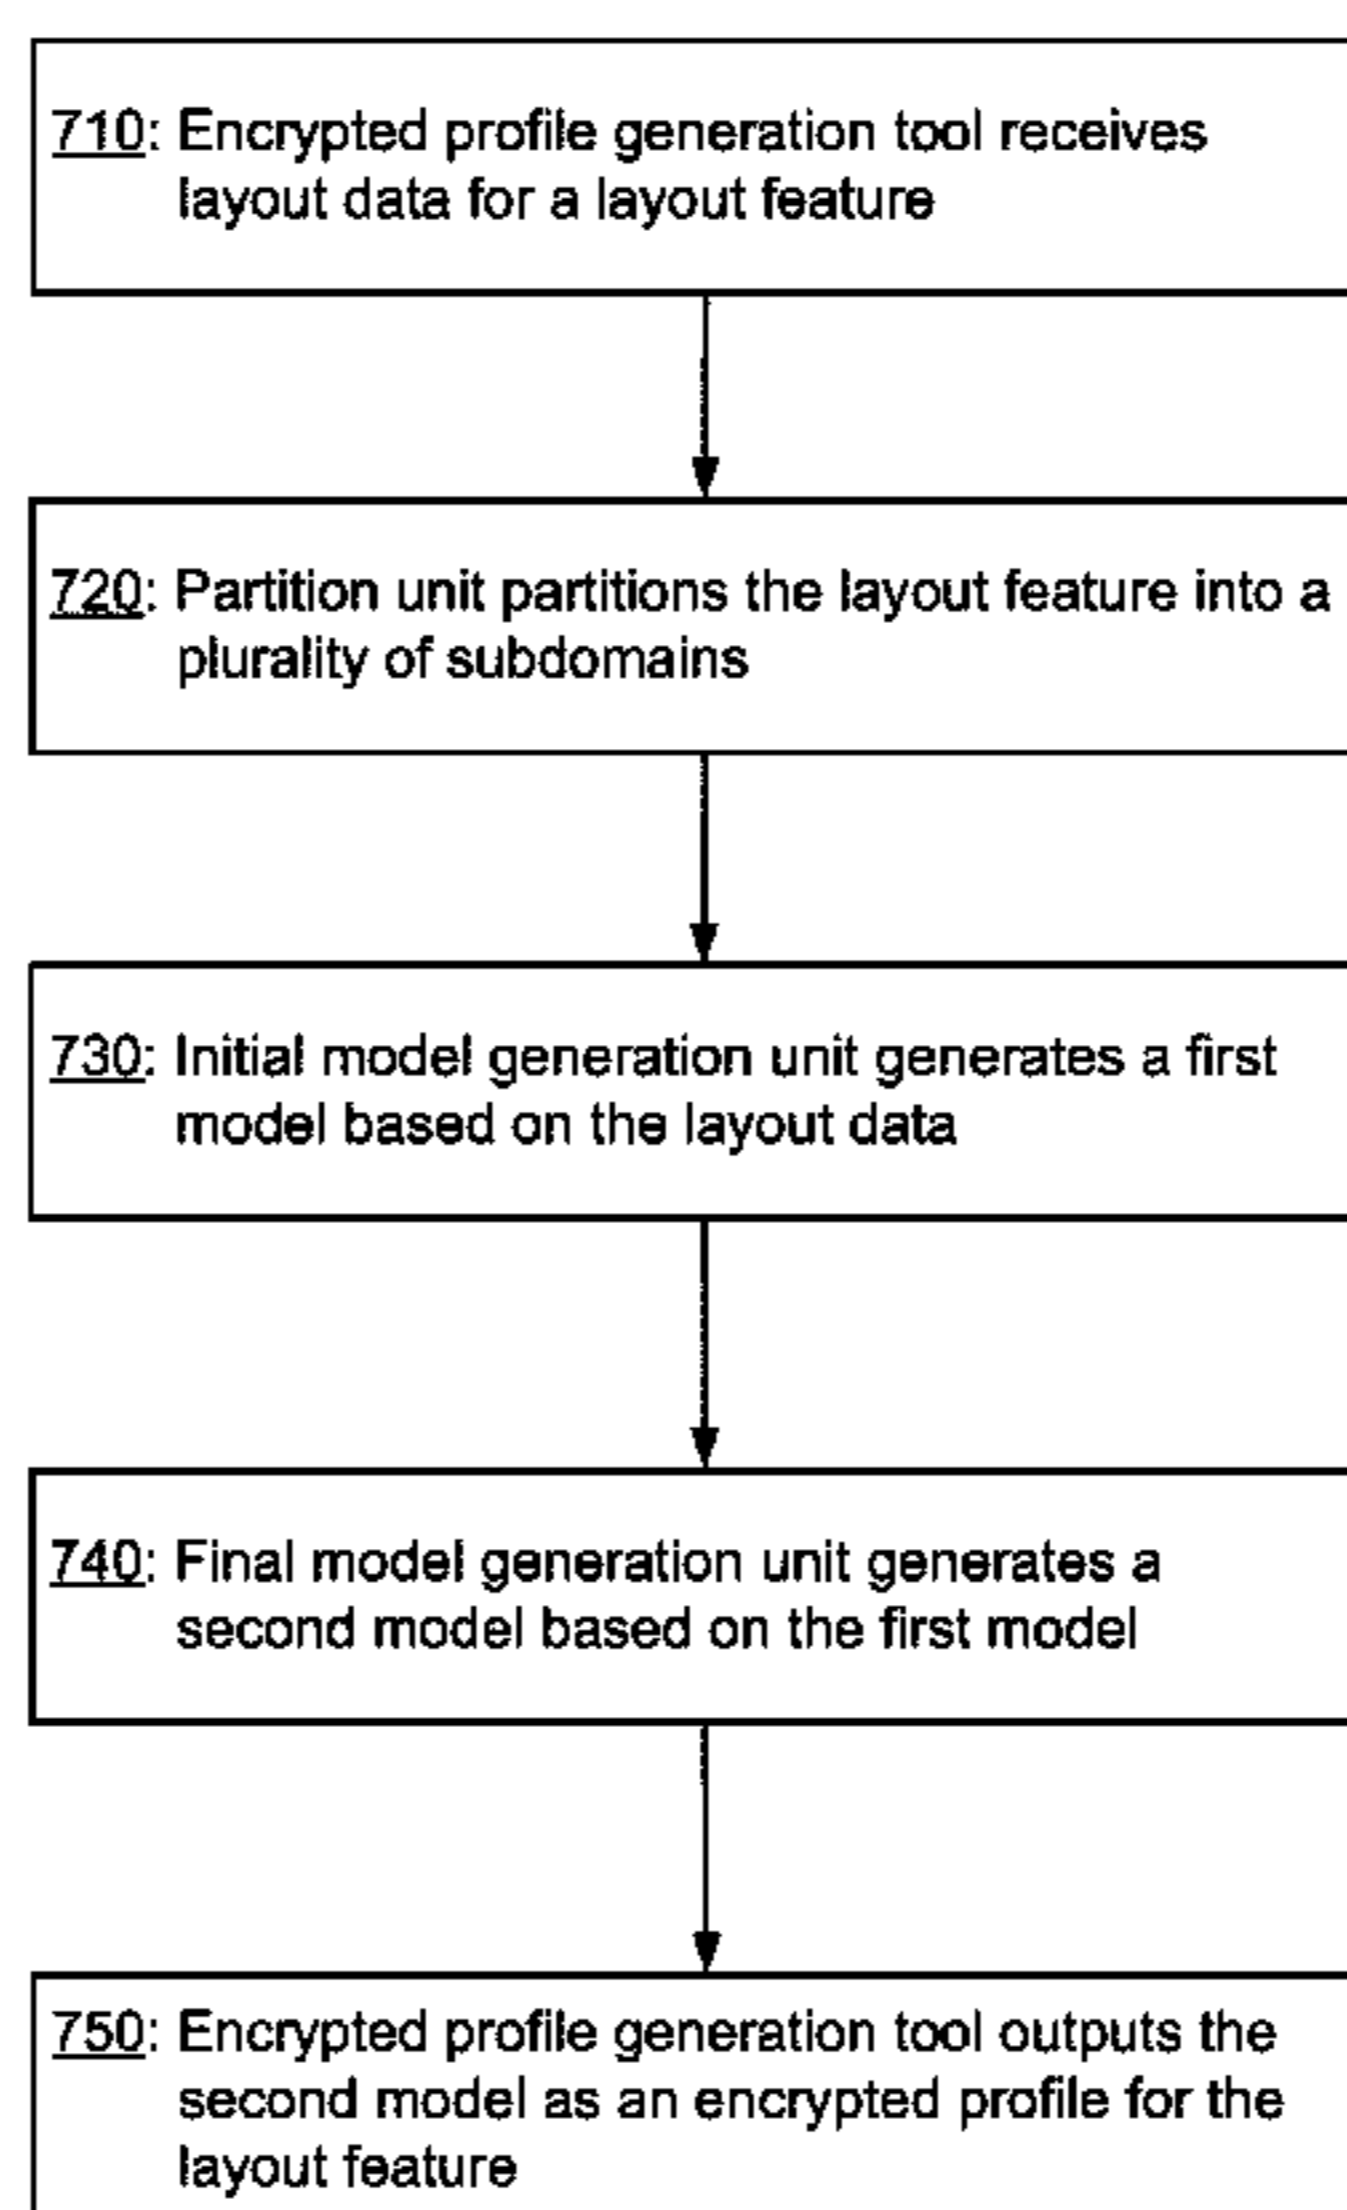 710: Encrypted profile generation tool receives
layout data for a layout feature
720: Partition unit partitions the layout feature into a
plurality of subdomains
730: Initial model generation unit generates a first
model based on the layout data
740: Final model generation unit generates a
second model based on the first model
750: Encrypted profile generation tool outputs the
second model as an encrypted profile for the
layout feature